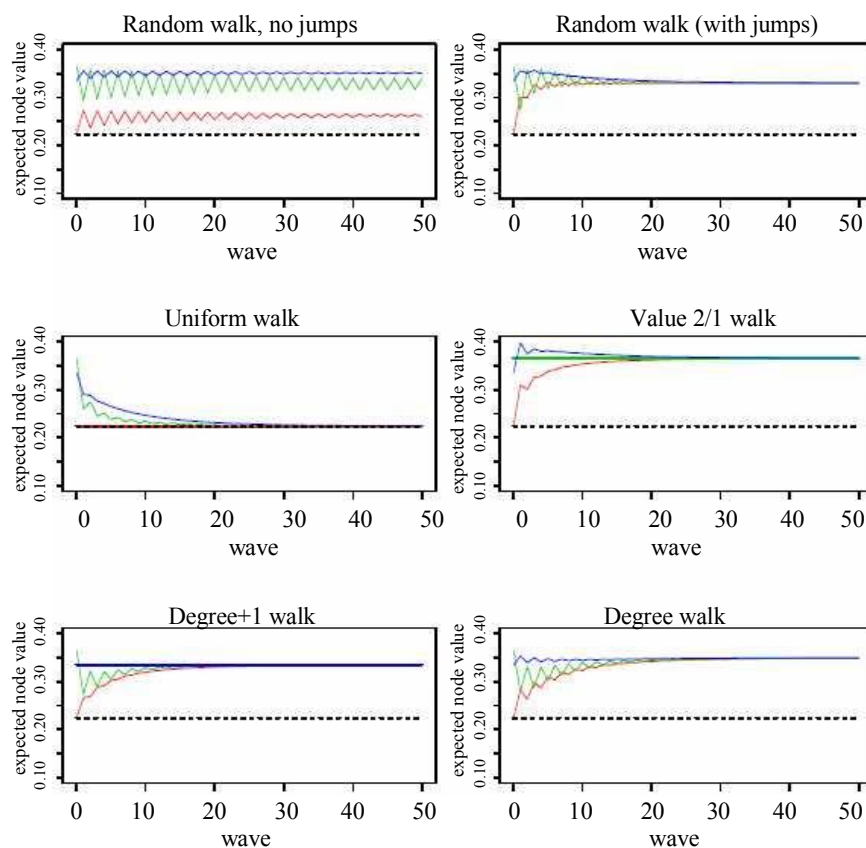 Random walk, no jumps
expected node value
0.10 0.20 0.30 0.40
0 10 20 30 40 50
wave
Random walk (with jumps)
expected node value
0.10 0.20 0.30 0.40
0 10 20 30 40 50
wave
Uniform walk
expected node value
0.10 0.20 0.30 0.40
0 10 20 30 40 50
wave
Value 2/1 walk
expected node value
0.10 0.20 0.30 0.40
0 10 20 30 40 50
wave
Degree+1 walk
expected node value
0.10 0.20 0.30 0.40
0 10 20 30 40 50
wave
Degree walk
expected node value
0.10 0.20 0.30 0.40
0 10 20 30 40 50
wave